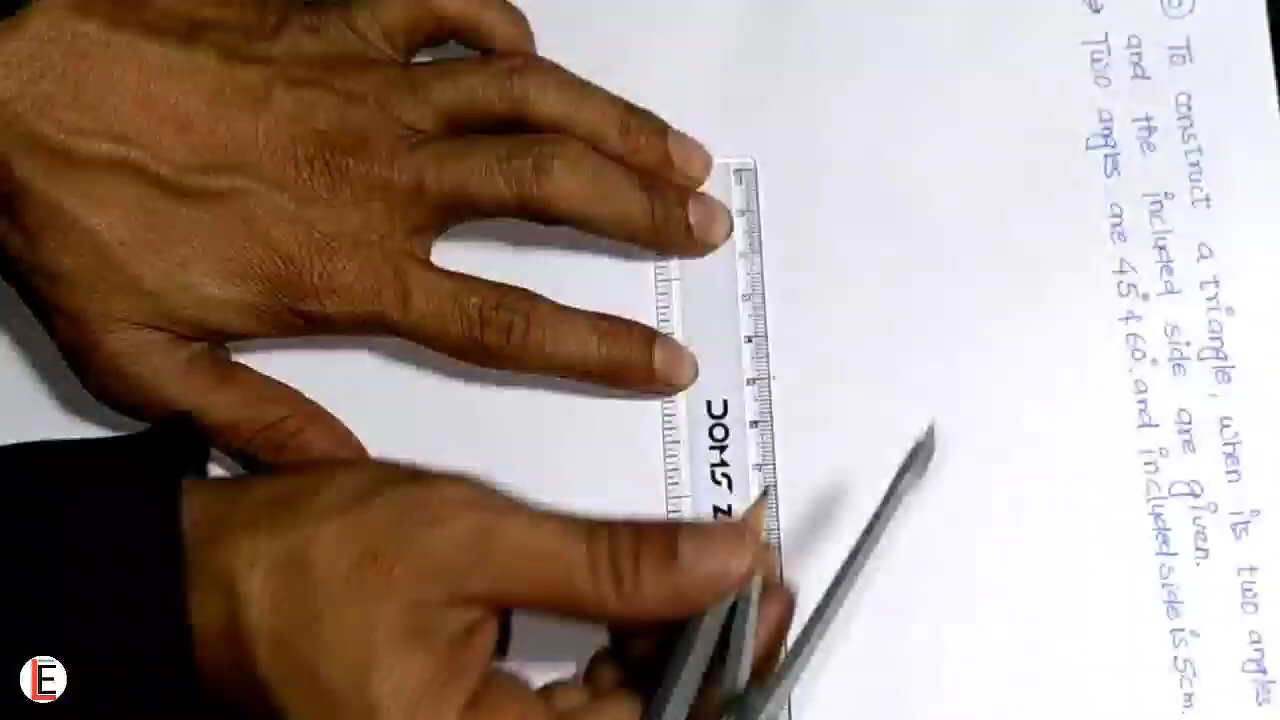 To construct a triangle, when its two angles
and the included side are given.
Two angles are 45° & 60° and included side is 5cm.
DOMS Z
LE